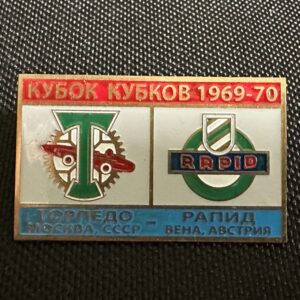 КУБОК КУБКОВ 1969-70
Т
RAPID
ТОРПЕДО - РАПИД
МОСКВА, СССР ВЕНА, АВСТРИЯ